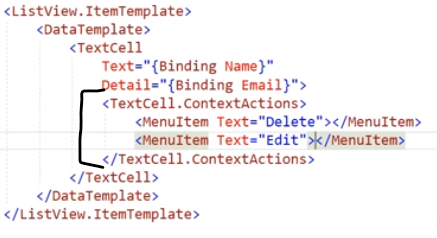 <ListView.ItemTemplate>
<DataTemplate>
<TextCell
Text="{Binding Name}"
Detail="{Binding Email}">
<TextCell.ContextActions>
<MenuItem Text="Delete"></MenuItem>
<MenuItem Text="Edit"></MenuItem>
</TextCell.ContextActions>
</TextCell>
</DataTemplate>
</ListView.ItemTemplate>